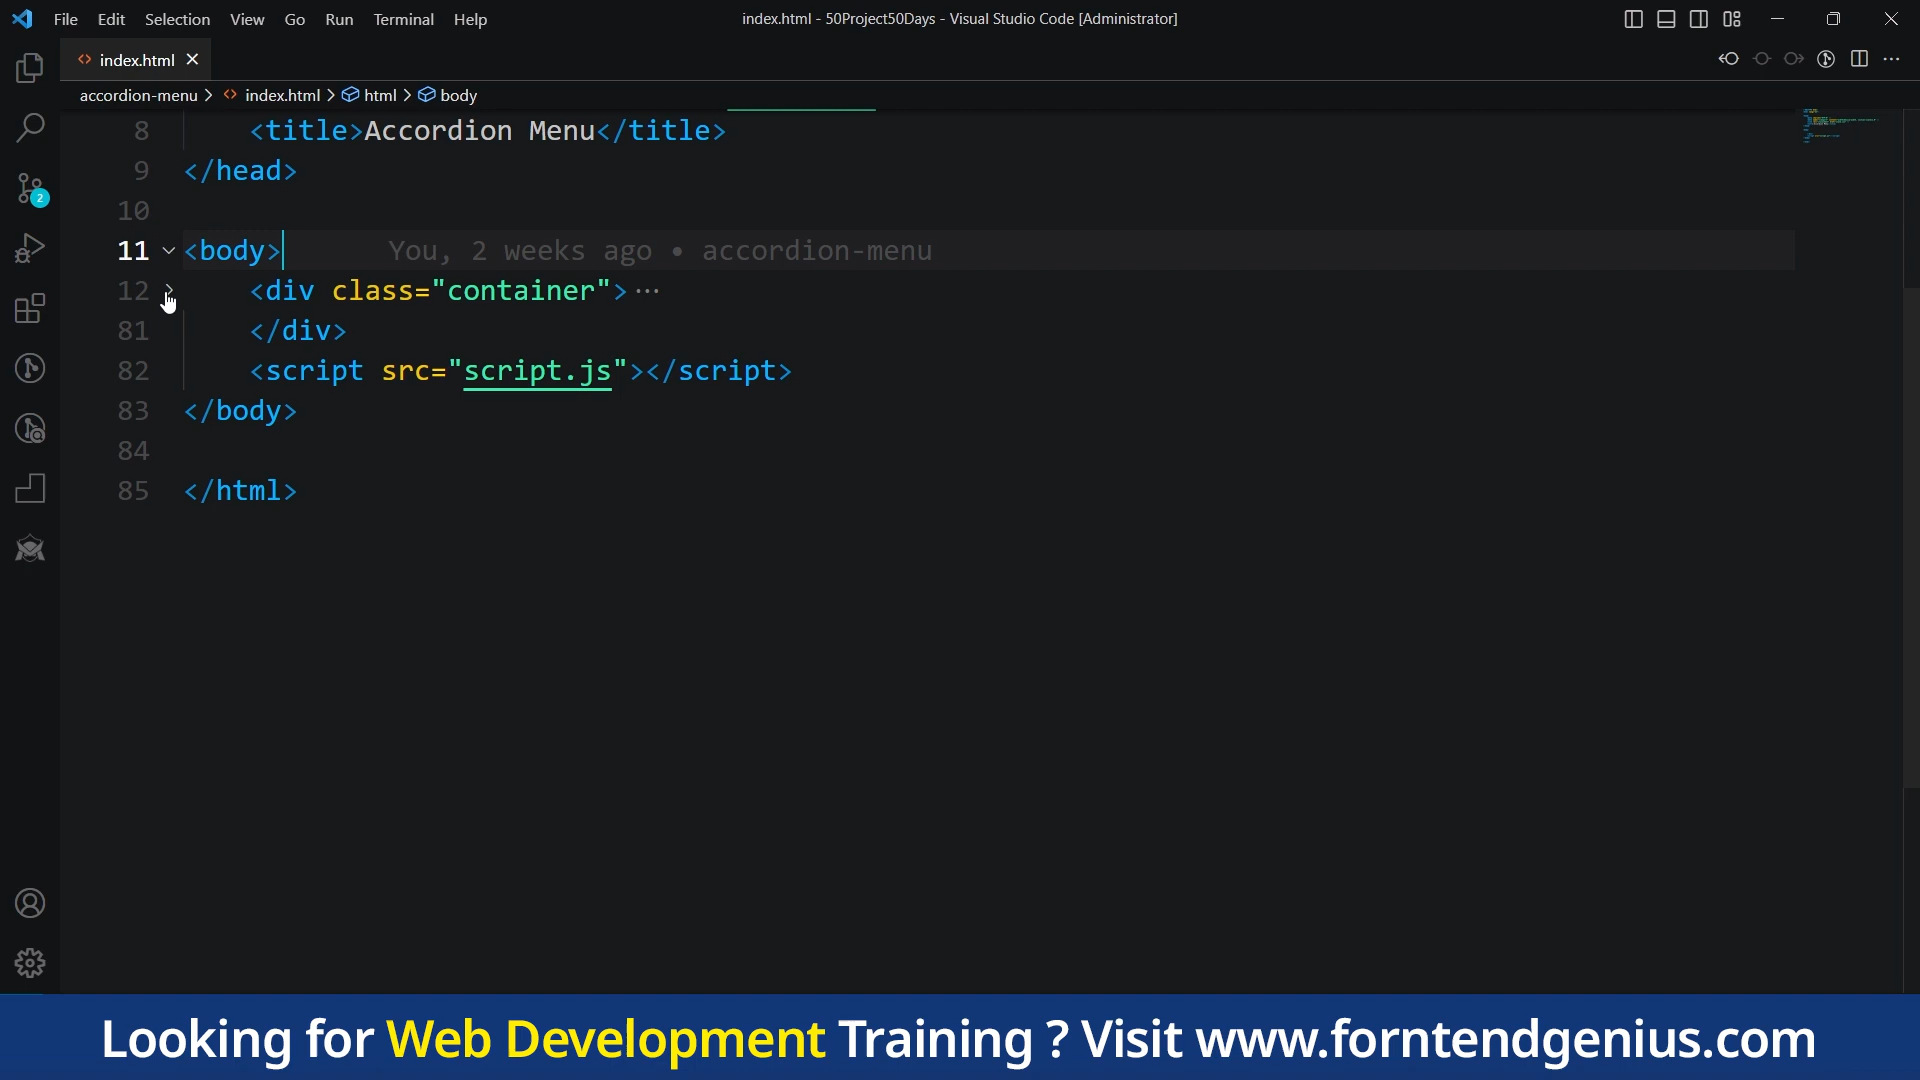 File Edit Selection View Go Run Terminal Help
index.html - 50Project50Days - Visual Studio Code [Administrator]
index.html
accordion-menu > index.html > html > body
8 <title>Accordion Menu</title>
9 </head>
10
11 <body> You, 2 weeks ago • accordion-menu
12 <div class="container">…
81 </div>
82 <script src="script.js"></script>
83 </body>
84
85 </html>
2
Looking for Web Development Training ? Visit www.forntendgenius.com